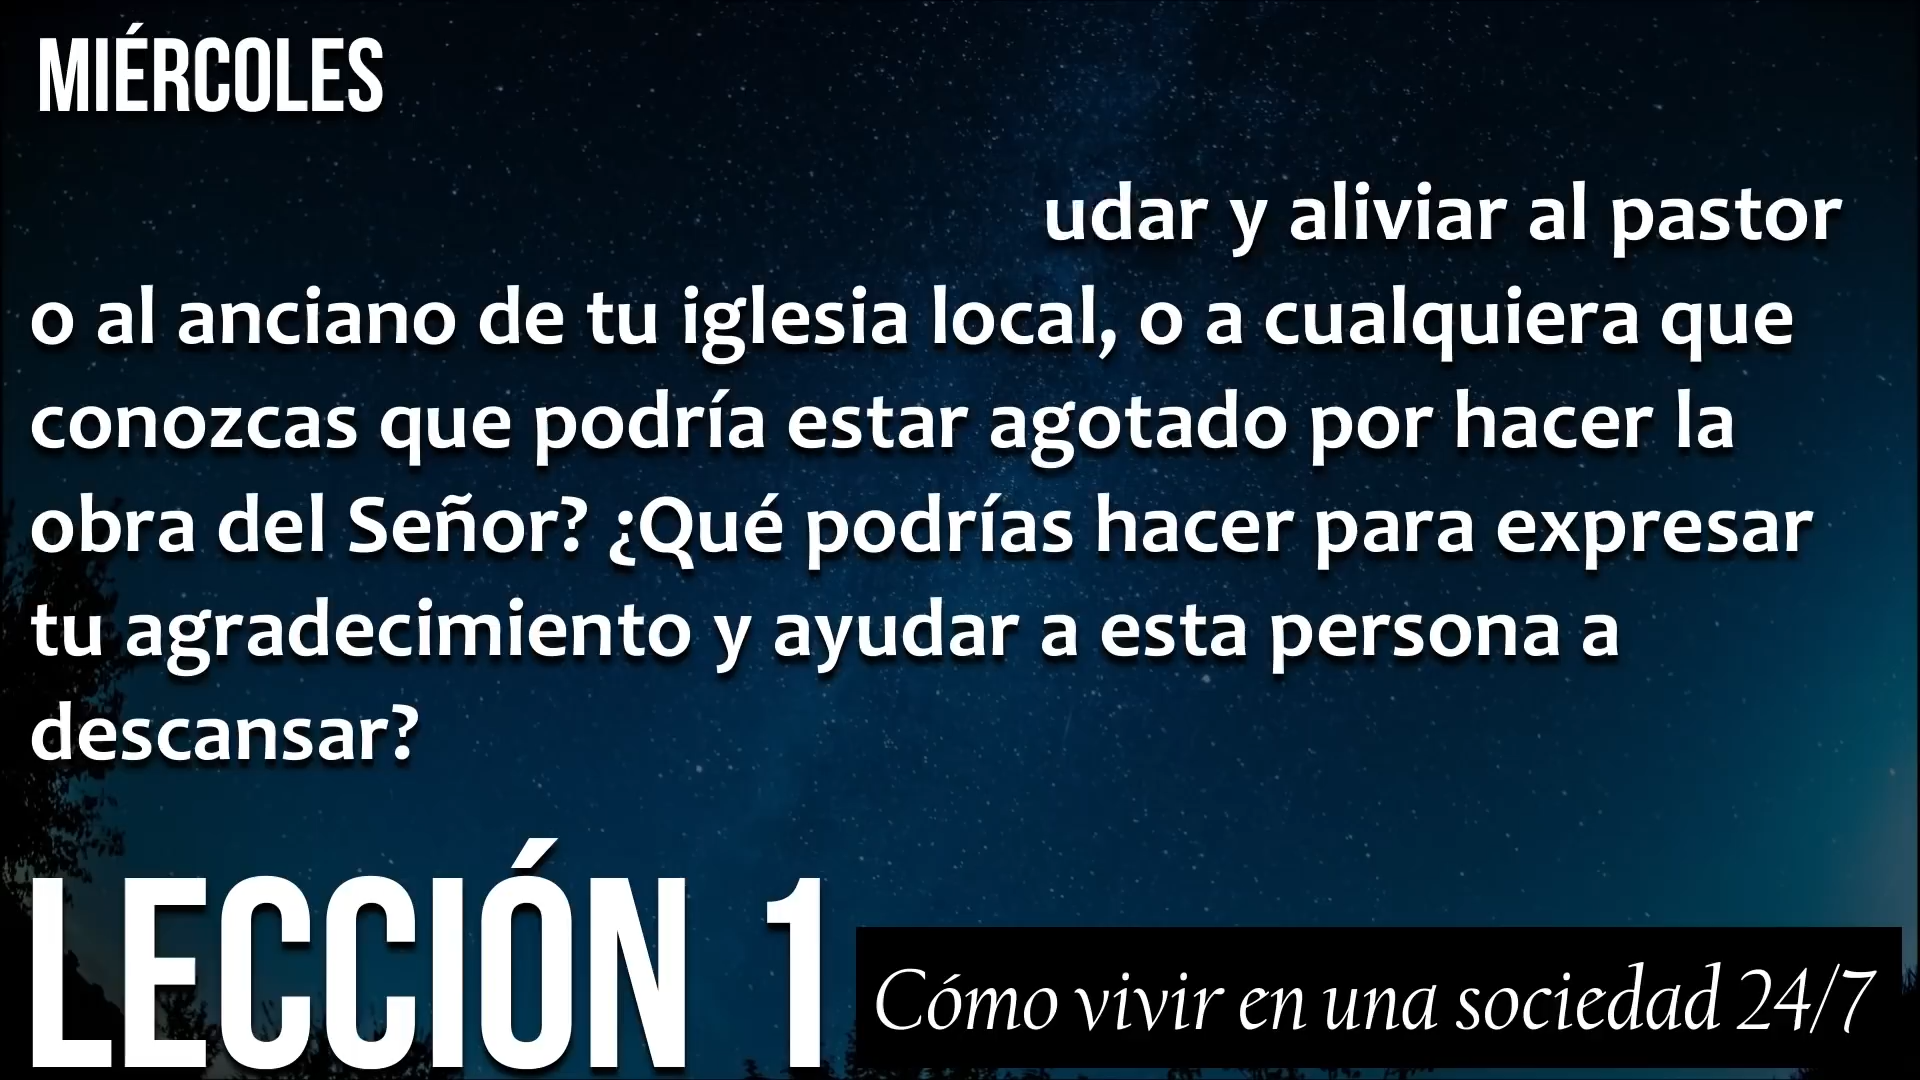 MIÉRCOLES
udar y aliviar al pastor
o al anciano de tu iglesia local, o a cualquiera que
conozcas que podría estar agotado por hacer la
obra del Señor? ¿Qué podrías hacer para expresar
tu agradecimiento y ayudar a esta persona a
descansar?
LECCIÓN 1
Cómo vivir en una sociedad 24/7